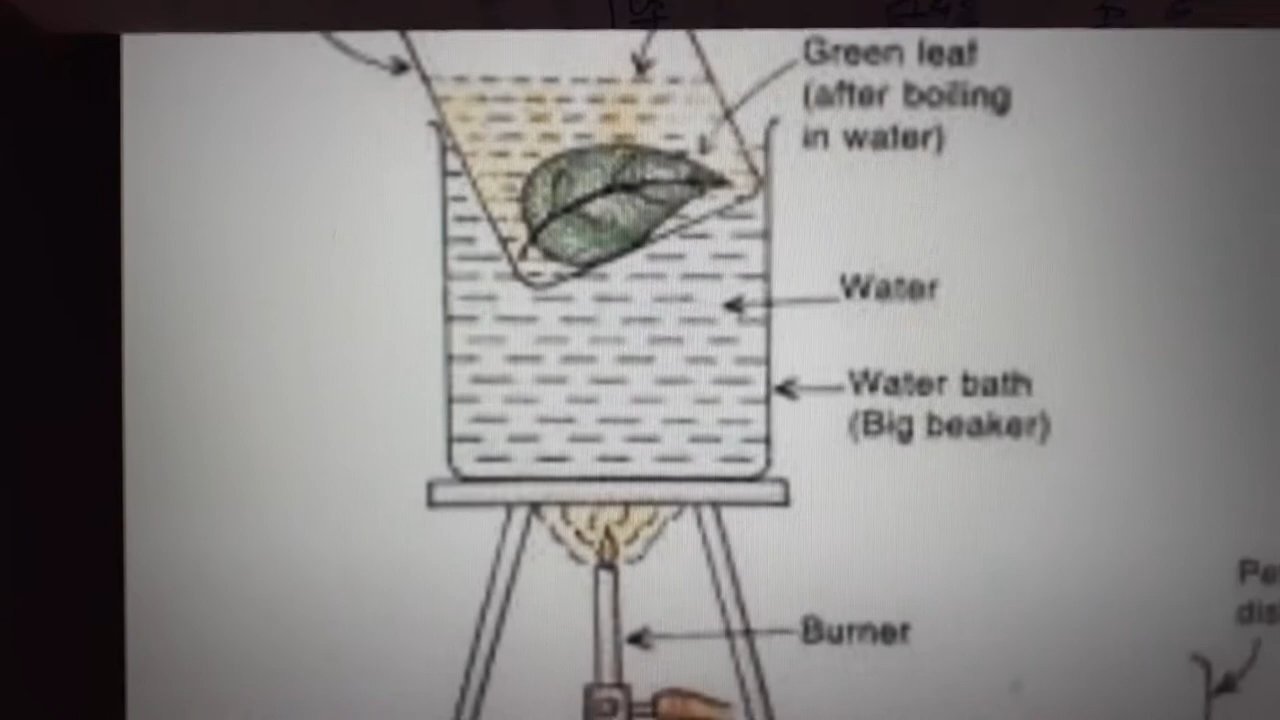 Green leaf
(after boiling
in water)
Water
Water bath
(Big beaker)
Burner